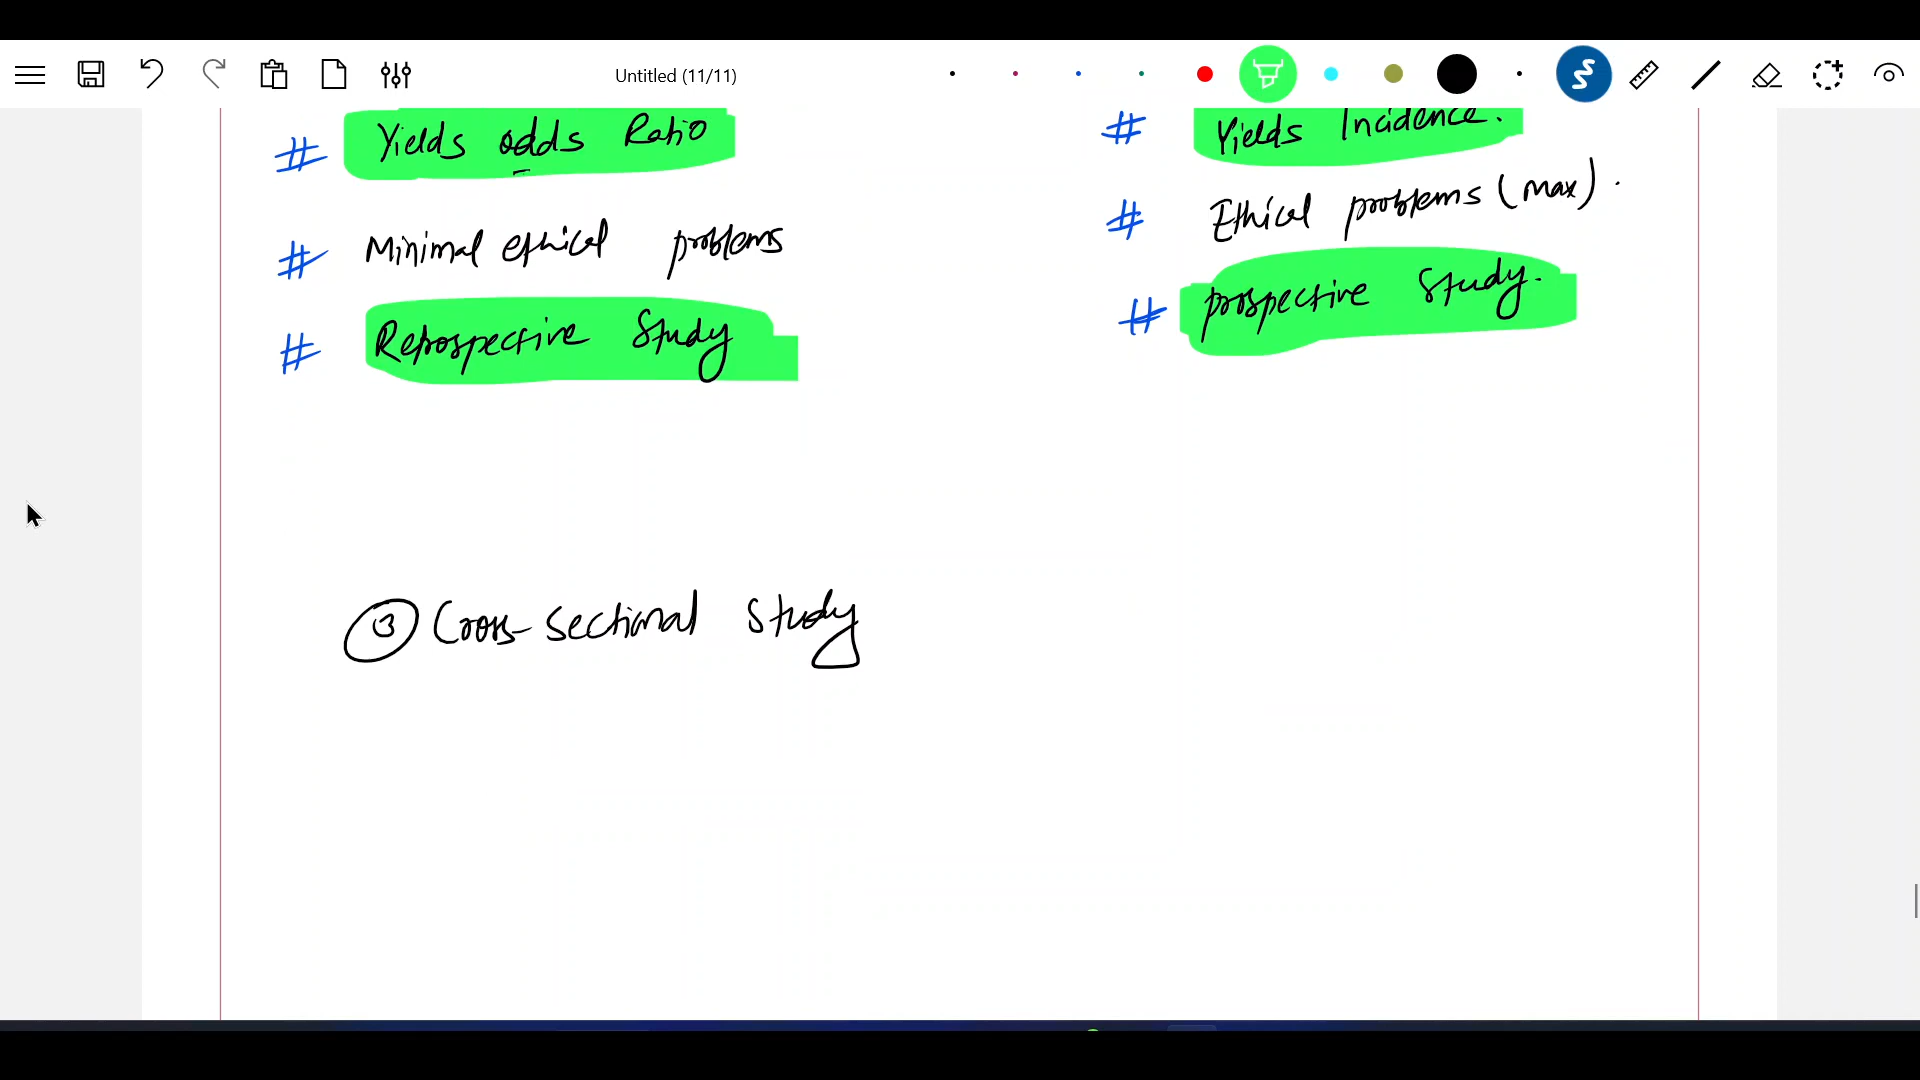 Untitled (11/11)
# Yields odds Ratio
# Minimal ethical problems
# Retrospective Study
# Yields Incidence.
# Ethical problems (max).
# prospective Study.
③ Cross-sectional Study